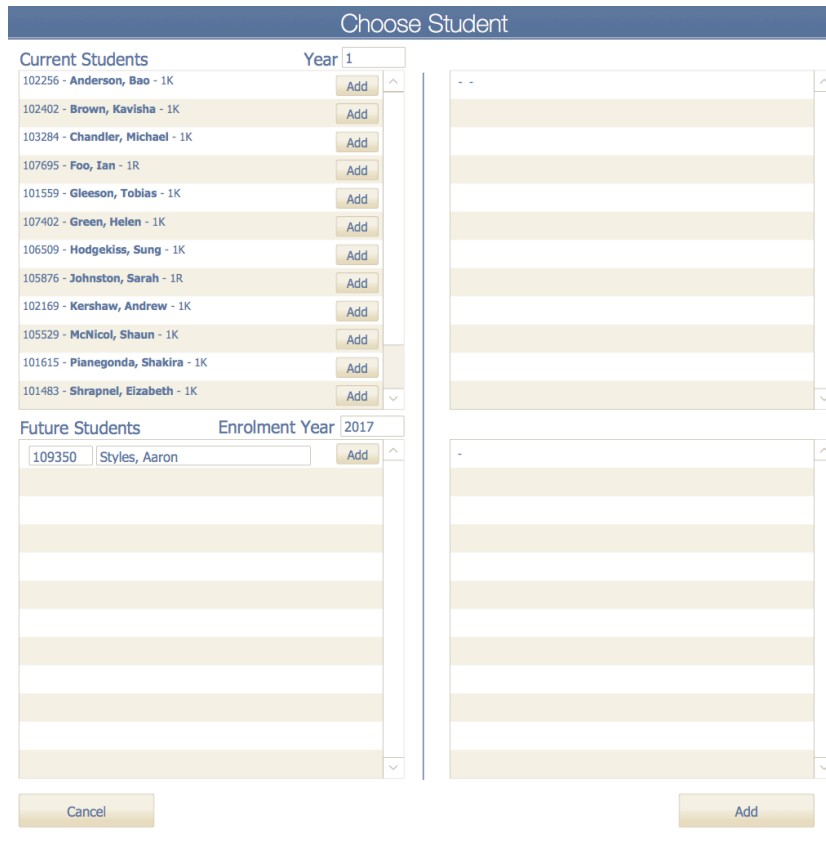 Choose Student
Current Students Year 1
102256 - Anderson, Bao - 1K Add - -
102402 - Brown, Kavisha - 1K Add
103284 - Chandler, Michael - 1K Add
107695 - Foo, Ian - 1R Add
101559 - Gleeson, Tobias - 1K Add
107402 - Green, Helen - 1K Add
106509 - Hodgekiss, Sung - 1K Add
105876 - Johnston, Sarah - 1R Add
102169 - Kershaw, Andrew - 1K Add
105529 - McNicol, Shaun - 1K Add
101615 - Pianegonda, Shakira - 1K Add
101483 - Shrapnel, Eizabeth - 1K Add
Future Students Enrolment Year 2017
109350 Styles, Aaron Add -
Cancel Add